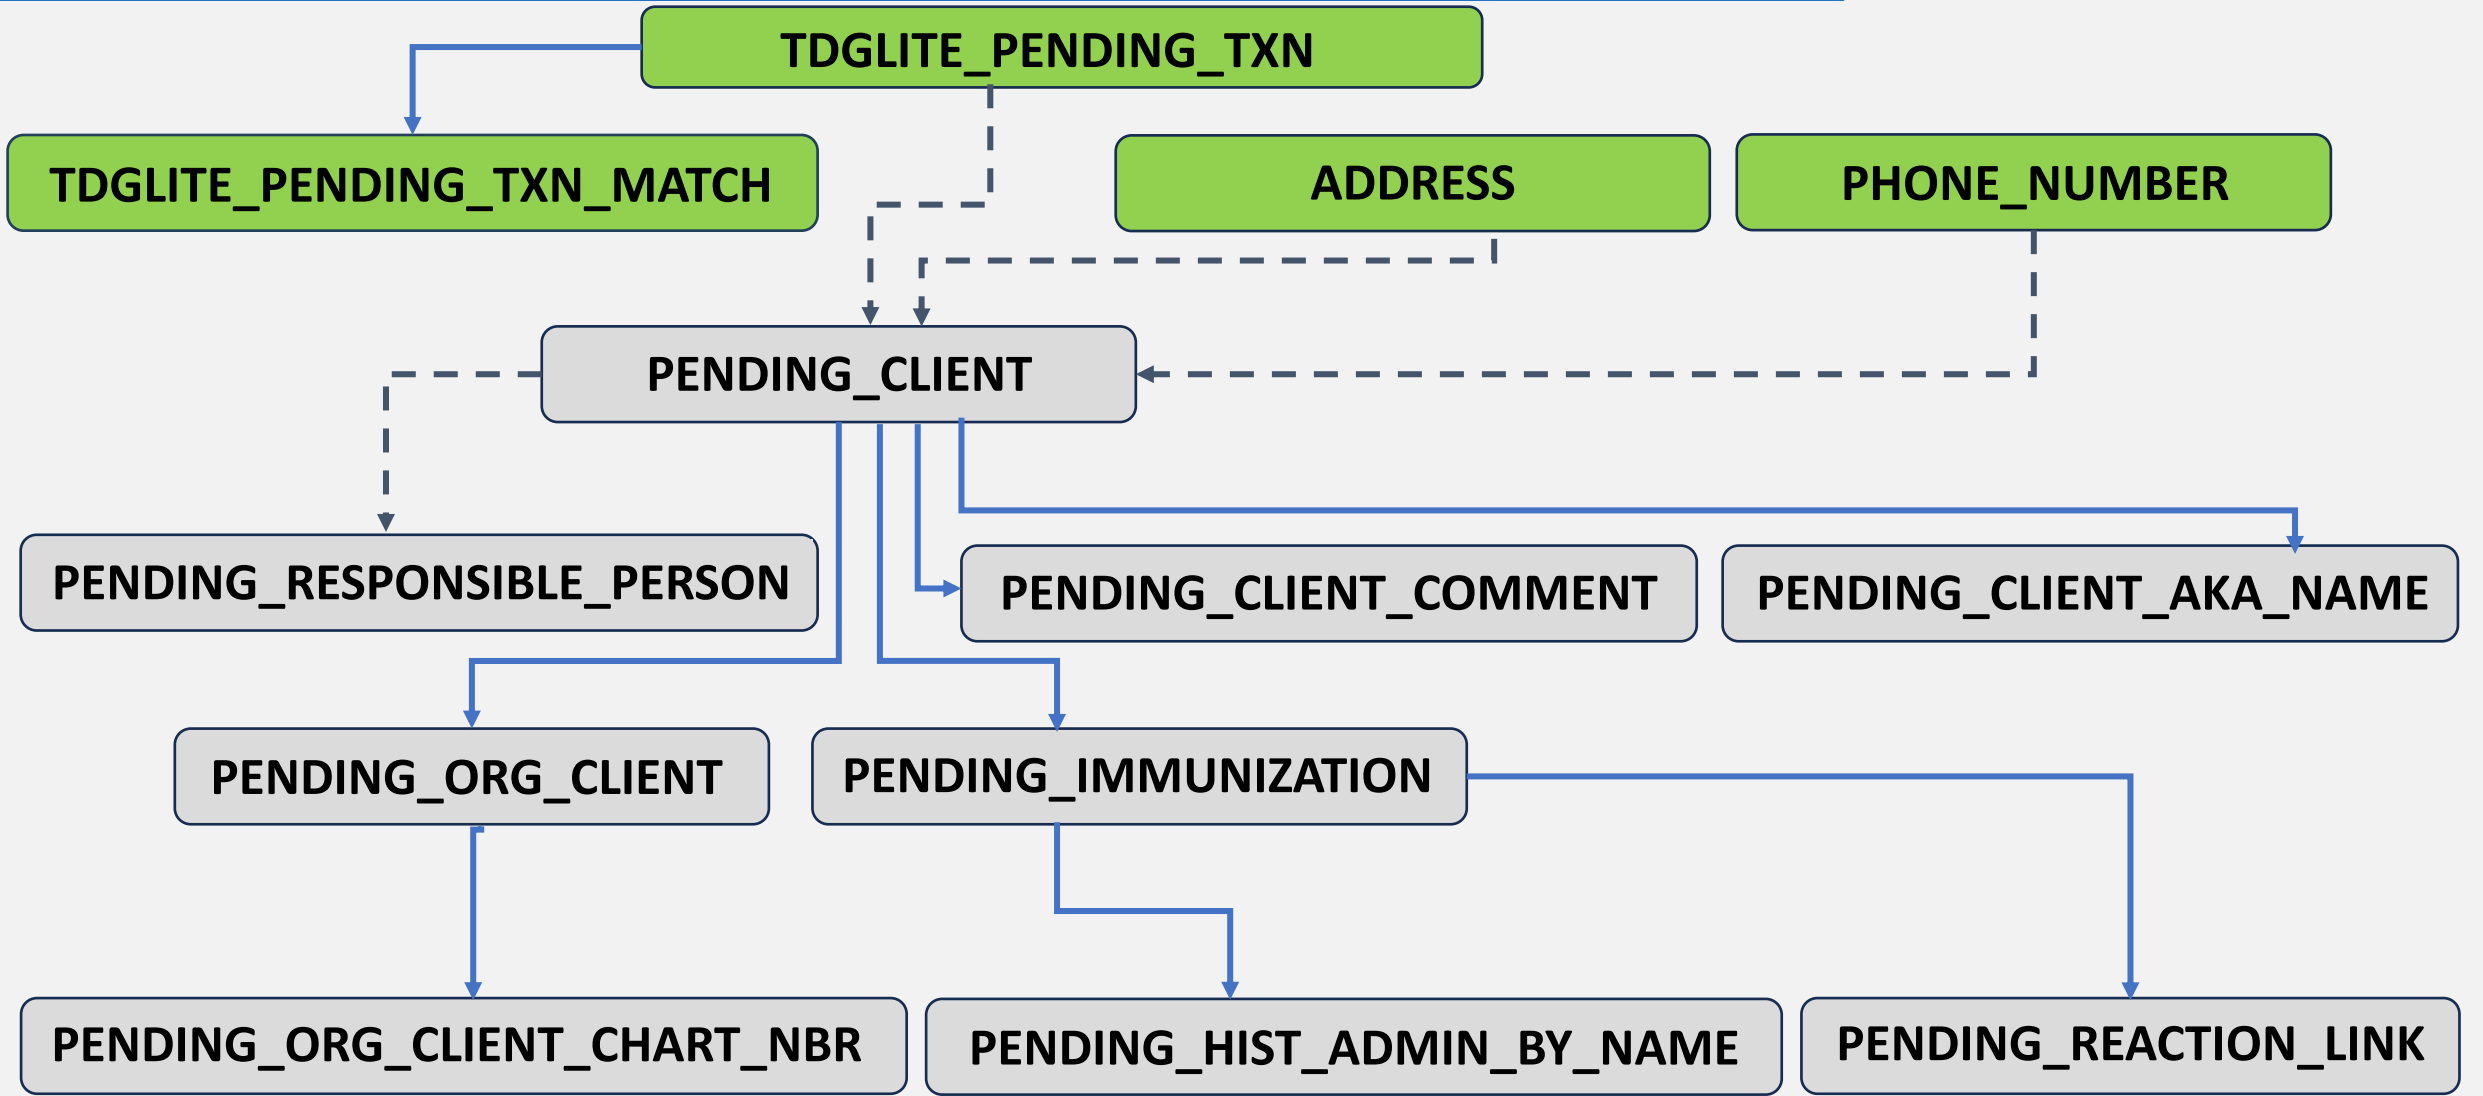 TDGLITE_PENDING_TXN
TDGLITE_PENDING_TXN_MATCH
ADDRESS
PHONE_NUMBER
PENDING_CLIENT
PENDING_RESPONSIBLE_PERSON
PENDING_CLIENT_COMMENT
PENDING_CLIENT_AKA_NAME
PENDING_ORG_CLIENT
PENDING_IMMUNIZATION
PENDING_ORG_CLIENT_CHART_NBR
PENDING_HIST_ADMIN_BY_NAME
PENDING_REACTION_LINK